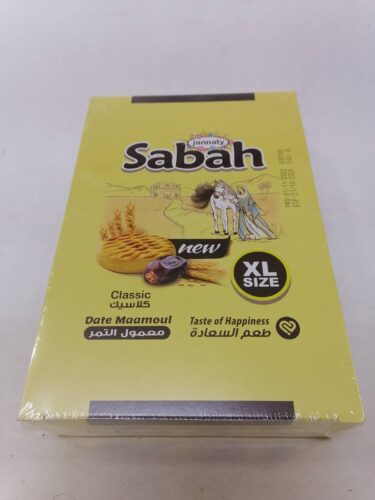 jannaty
Sabah
new
XL
SIZE
Classic
كلاسيك
Date Maamoul
معمول التمر
Taste of Happiness
طعم السعادة